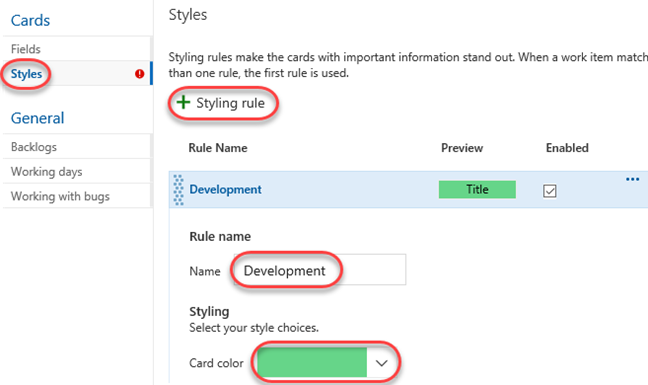 Cards
Fields
Styles
General
Backlogs
Working days
Working with bugs
Styles
Styling rules make the cards with important information stand out. When a work item match
than one rule, the first rule is used.
+ Styling rule
Rule Name Preview Enabled
Development Title ...
Rule name
Name Development
Styling
Select your style choices.
Card color